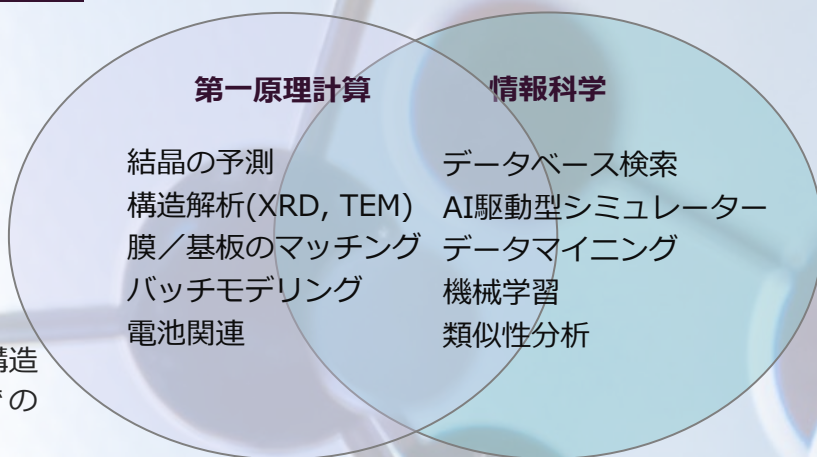 第一原理計算
結晶の予測
構造解析(XRD, TEM)
膜／基板のマッチング
バッチモデリング
電池関連
情報科学
データベース検索
AI駆動型シミュレーター
データマイニング
機械学習
類似性分析
構造
の